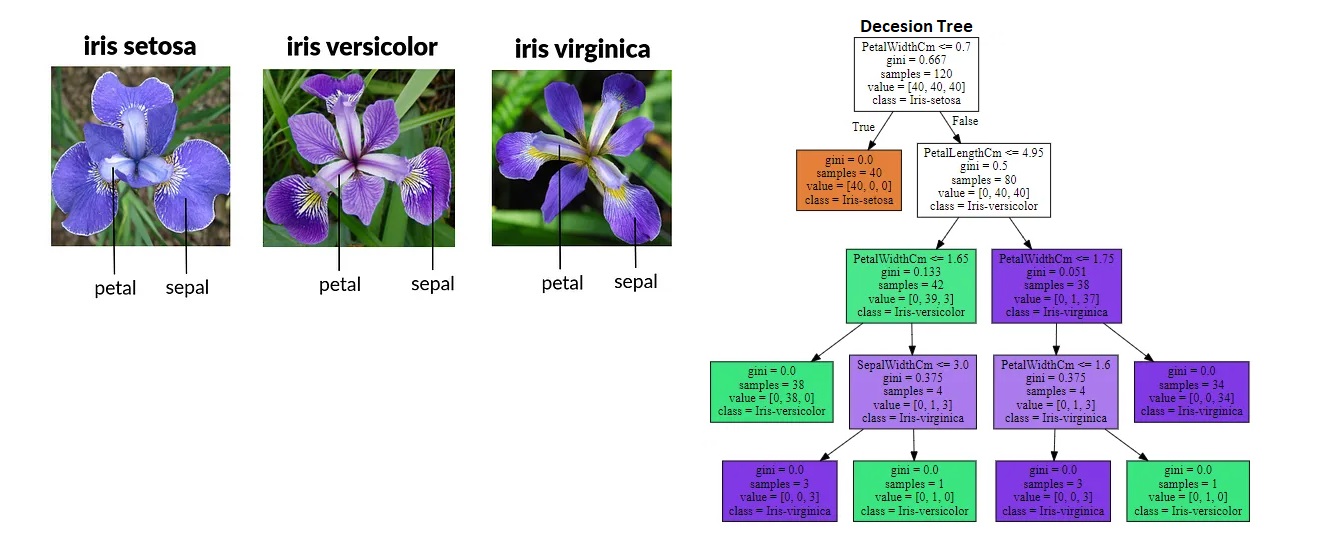 iris setosa
iris versicolor
iris virginica
petal
sepal
petal
sepal
petal
sepal
Decesion Tree
PetalWidthCm <= 0.7
gini = 0.667
samples = 120
value = [40, 40, 40]
class = Iris-setosa
True
False
gini = 0.0
samples = 40
value = [40, 0, 0]
class = Iris-setosa
PetalLengthCm <= 4.95
gini = 0.5
samples = 80
value = [0, 40, 40]
class = Iris-versicolor
PetalWidthCm <= 1.65
gini = 0.133
samples = 42
value = [0, 39, 3]
class = Iris-versicolor
PetalWidthCm <= 1.75
gini = 0.051
samples = 38
value = [0, 1, 37]
class = Iris-virginica
gini = 0.0
samples = 38
value = [0, 38, 0]
class = Iris-versicolor
SepalWidthCm <= 3.0
gini = 0.375
samples = 4
value = [0, 1, 3]
class = Iris-virginica
PetalWidthCm <= 1.6
gini = 0.375
samples = 4
value = [0, 1, 3]
class = Iris-virginica
gini = 0.0
samples = 34
value = [0, 0, 34]
class = Iris-virginica
gini = 0.0
samples = 3
value = [0, 0, 3]
class = Iris-virginica
gini = 0.0
samples = 1
value = [0, 1, 0]
class = Iris-versicolor
gini = 0.0
samples = 3
value = [0, 0, 3]
class = Iris-virginica
gini = 0.0
samples = 1
value = [0, 1, 0]
class = Iris-versicolor